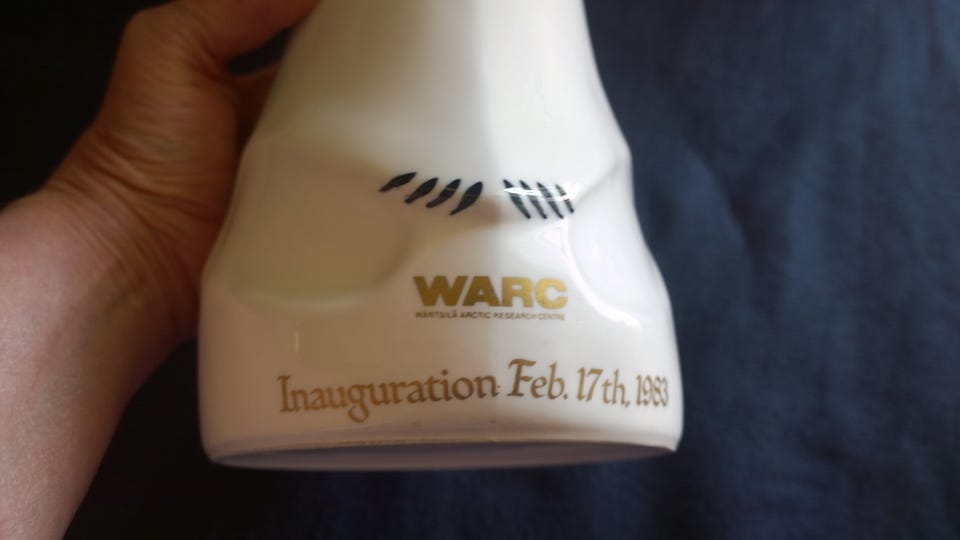 WARC
WÄRTSILÄ ARCTIC RESEARCH CENTRE
Inauguration Feb. 17th, 1983